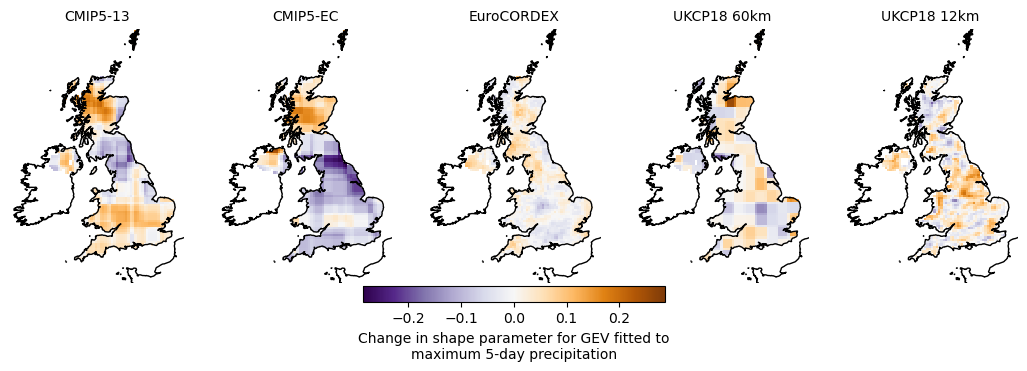 CMIP5-13
CMIP5-EC
EuroCORDEX
UKCP18 60km
UKCP18 12km
−0.2
−0.1
0.0
0.1
0.2
Change in shape parameter for GEV fitted to
maximum 5-day precipitation